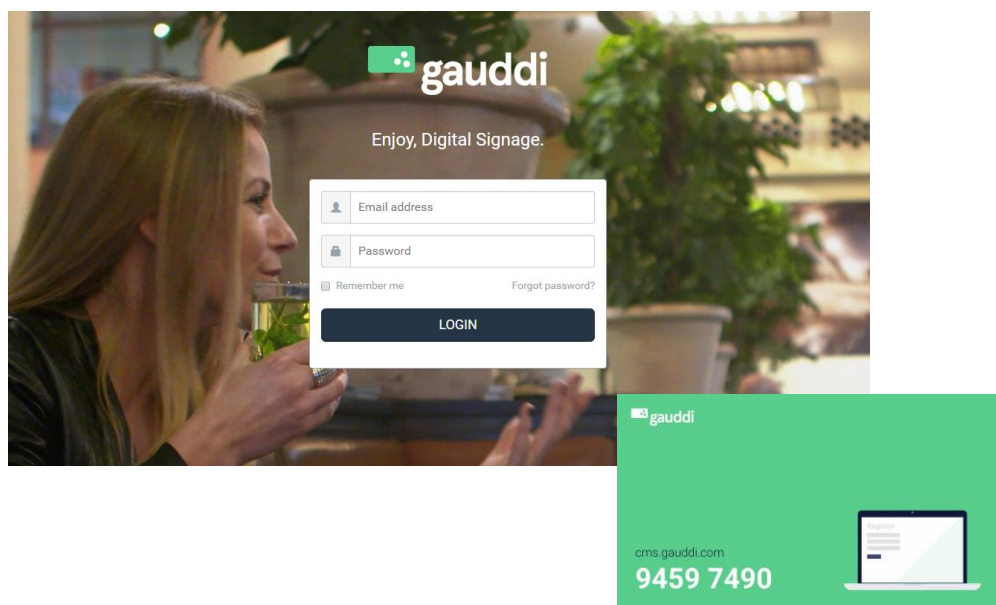 gauddi
Enjoy, Digital Signage.
Email address
Password
Remember me Forgot password?
LOGIN
gauddi
Register
cms.gauddi.com
9459 7490